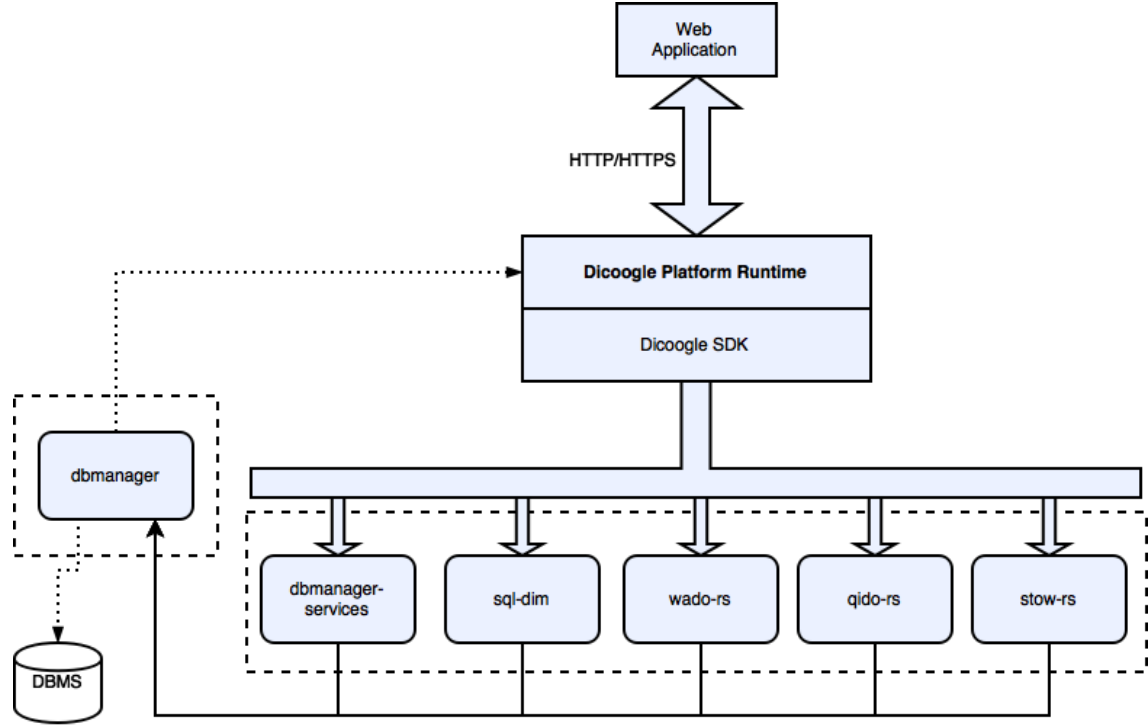 Web
Application
HTTP/HTTPS
Dicoogle Platform Runtime
Dicoogle SDK
dbmanager
dbmanager-
services
sql-dim
wado-rs
qido-rs
stow-rs
DBMS